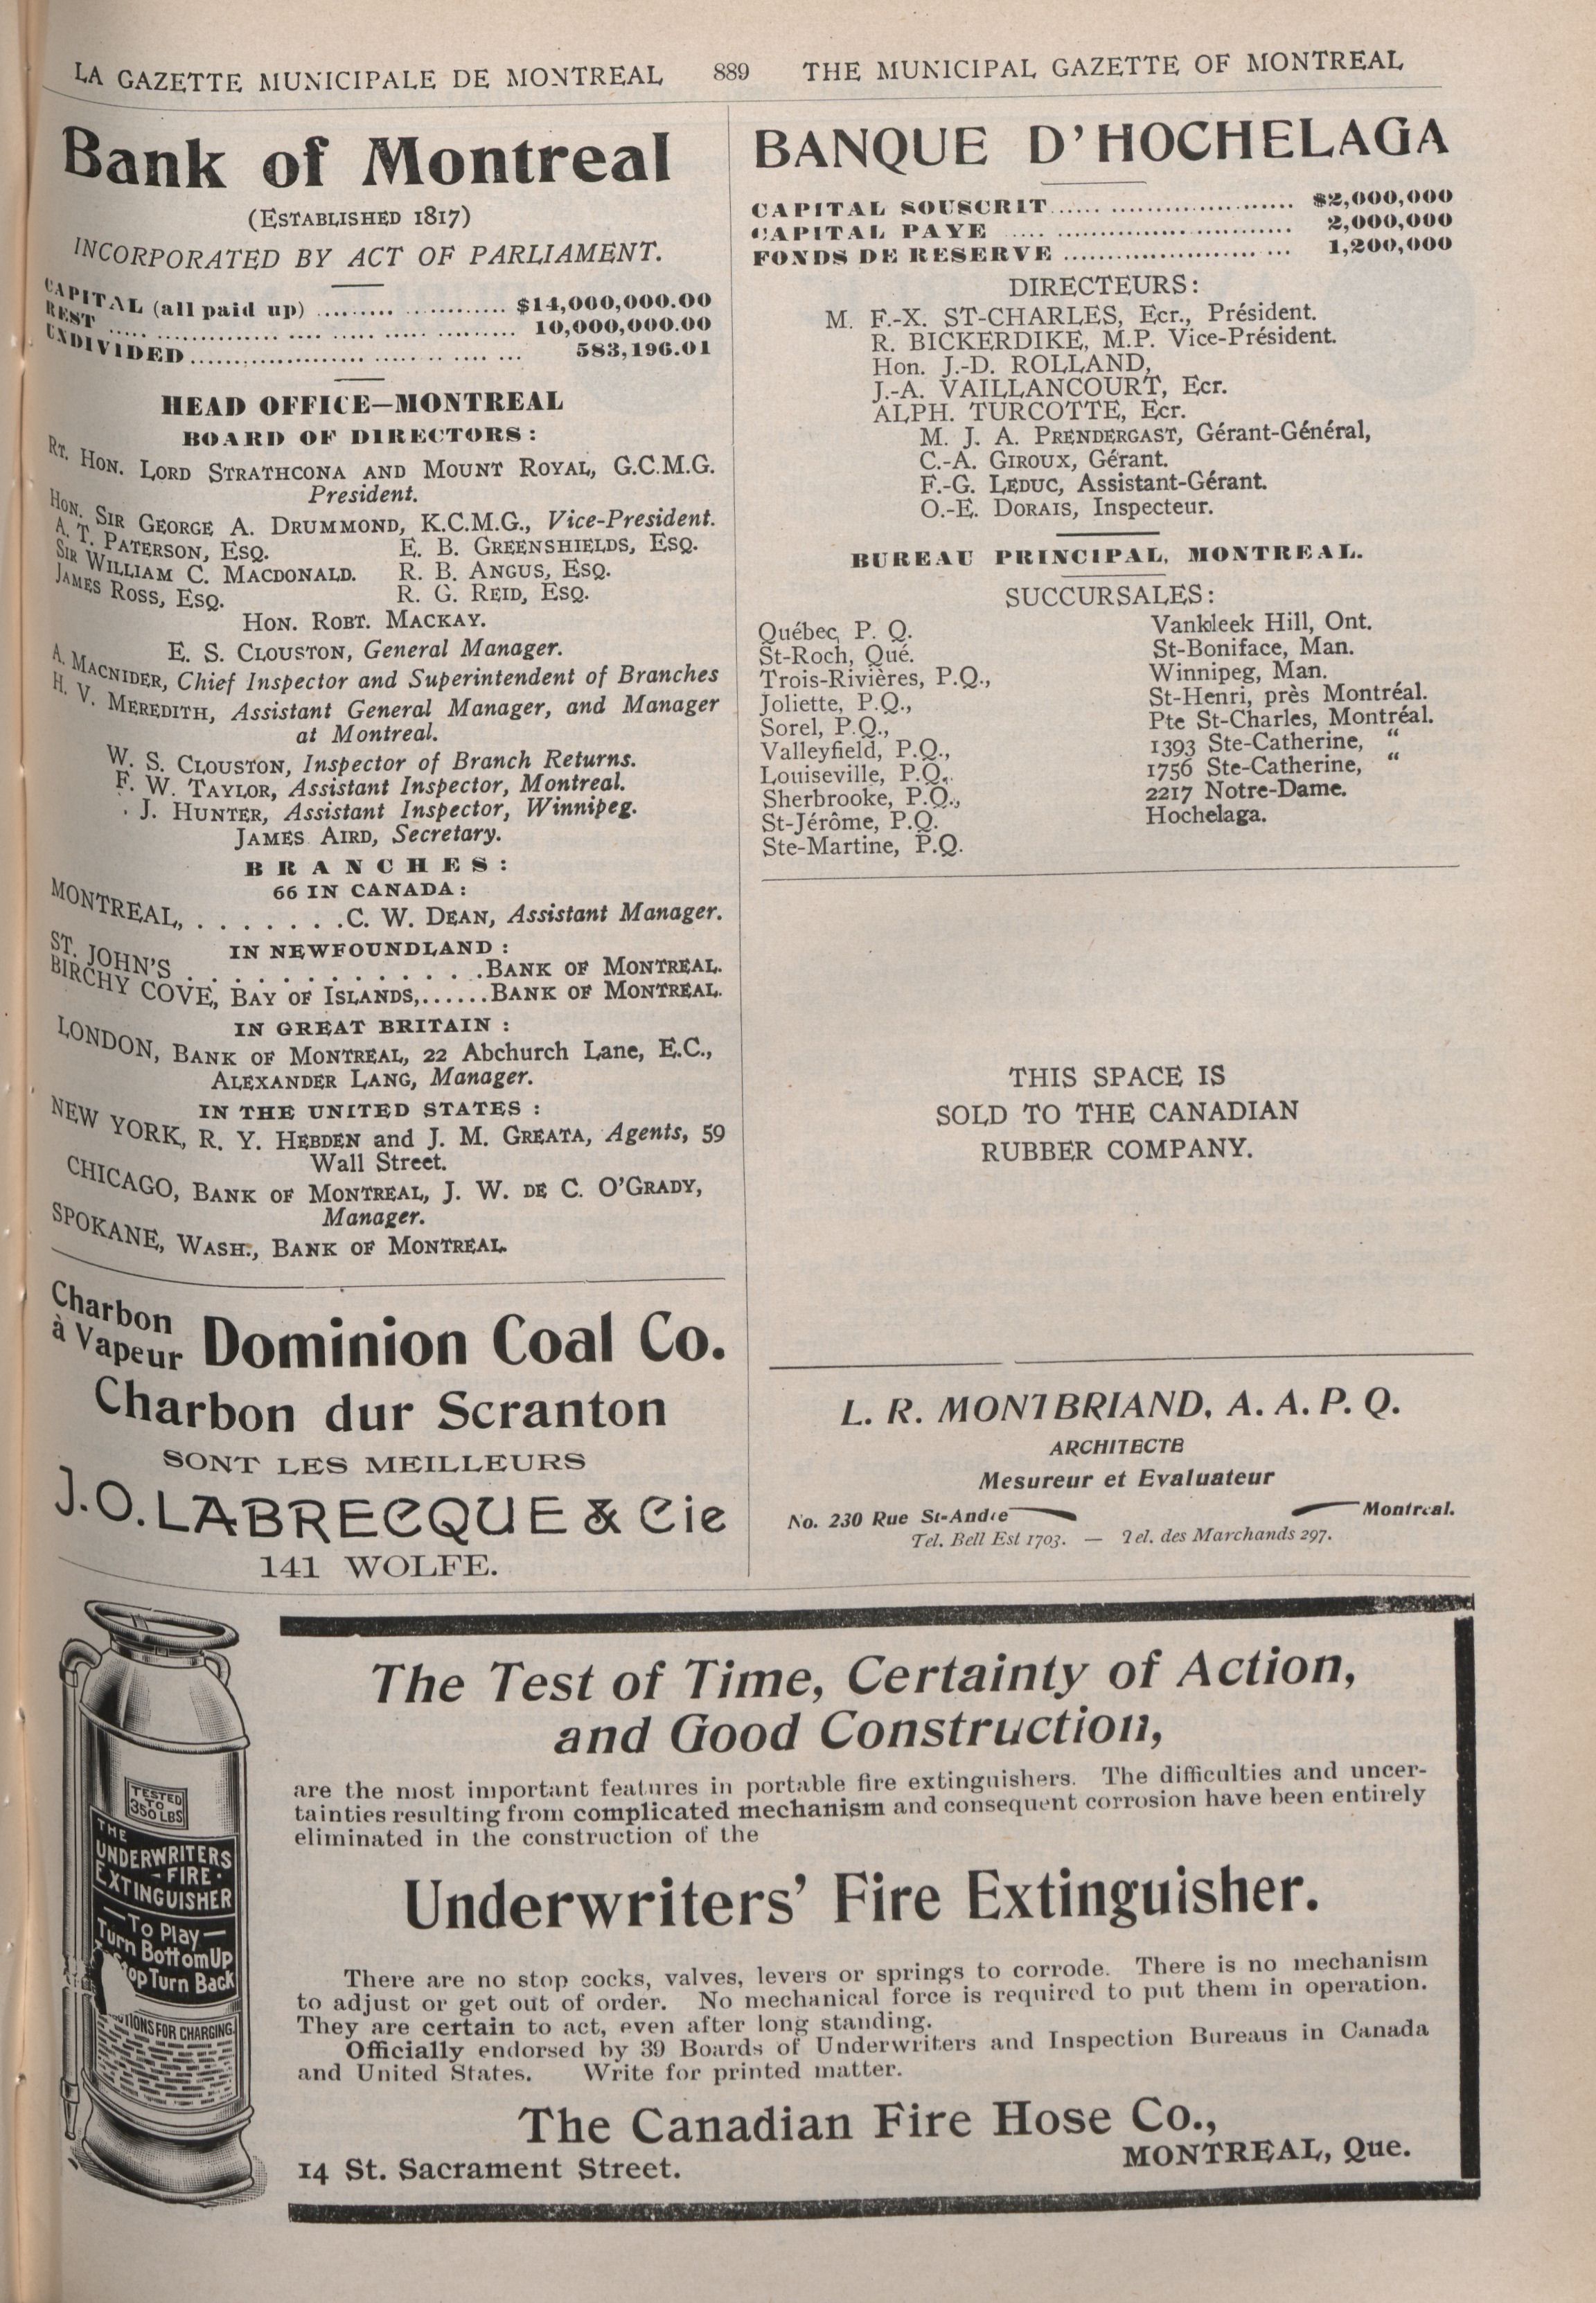 LA GAZETTE MUNICIPALE DE MONTREAL 889 THE MUNICIPAL GAZETTE OF MONTREAL
Bank of Montreal
(ESTABLISHED 1817)
INCORPORATED BY ACT OF PARLIAMENT.
CAPITAL (all paid up) ......... ............ $14,000,000.00
REST ..... ............... .... ..... ..... ......... 10,000,000.00
UNDIVIDED...................... ........ .. .... ... 583,196.01
HEAD OFFICE—MONTREAL
BOARD OF DIRECTORS:
RT. HON. LORD STRATHCONA AND MOUNT ROYAL, G.C.M.G.
President.
HON. SIR GEORGE A. DRUMMOND, K.C.M.G., Vice-President.
A. T. PATERSON, ESQ. E. B. GREENSHIELDS, ESQ.
SIR WILLIAM C. MACDONALD. R. B. ANGUS, ESQ.
JAMES ROSS, ESQ. R. G. REID, ESQ.
HON. ROBT. MACKAY.
E. S. CLOUSTON, General Manager.
A. MACNIDER, Chief Inspector and Superintendent of Branches
H. V. MEREDITH, Assistant General Manager, and Manager
at Montreal.
W. S. CLOUSTON, Inspector of Branch Returns.
F. W. TAYLOR, Assistant Inspector, Montreal.
. J. HUNTER, Assistant Inspector, Winnipeg.
JAMES AIRD, Secretary.
BRANCHES:
66 IN CANADA:
MONTREAL, . . . . . . . .C. W. DEAN, Assistant Manager.
IN NEWFOUNDLAND:
ST. JOHN'S . . . . . . . . . . . . . .BANK OF MONTREAL.
BIRCHY COVE, BAY OF ISLANDS,......BANK OF MONTREAL.
IN GREAT BRITAIN:
LONDON, BANK OF MONTREAL, 22 Abchurch Lane, E.C.,
ALEXANDER LANG, Manager.
IN THE UNITED STATES:
NEW YORK, R. Y. HEBDEN and J. M. GREATA, Agents, 59
Wall Street.
CHICAGO, BANK OF MONTREAL, J. W. DE C. O'GRADY,
Manager.
SPOKANE, WASH., BANK OF MONTREAL.
Charbon
à Vapeur Dominion Coal Co.
Charbon dur Scranton
SONT LES MEILLEURS
J.O. LABRECQUE & Cie
141 WOLFE.
BANQUE D'HOCHELAGA
CAPITAL SOUSCRIT...... ...................... $2,000,000
CAPITAL PAYE ..... ............................ 2,000,000
FONDS DE RESERVE ....................... ... 1,200,000
DIRECTEURS:
M. F.-X. ST-CHARLES, Ecr., Président.
R. BICKERDIKE, M.P. Vice-Président.
Hon. J.-D. ROLLAND,
J.-A. VAILLANCOURT, Ecr.
ALPH. TURCOTTE, Ecr.
M. J. A. PRENDERGAST, Gérant-Général,
C.-A. GIROUX, Gérant.
F.-G. LEDUC, Assistant-Gérant.
O.-E. DORAIS, Inspecteur.
BUREAU PRINCIPAL, MONTREAL.
SUCCURSALES:
Québec, P. Q. Vankleek Hill, Ont.
St-Roch, Qué. St-Boniface, Man.
Trois-Rivières, P.Q., Winnipeg, Man.
Joliette, P.Q., St-Henri, près Montréal.
Sorel, P.Q., Pte St-Charles, Montréal.
Valleyfield, P.Q., 1393 Ste-Catherine, "
Louiseville, P.Q., 1756 Ste-Catherine, "
Sherbrooke, P.Q., 2217 Notre-Dame.
St-Jérôme, P.Q. Hochelaga.
Ste-Martine, P.Q.
THIS SPACE IS
SOLD TO THE CANADIAN
RUBBER COMPANY.
L. R. MONTBRIAND, A. A. P. Q.
ARCHITECTE
Mesureur et Evaluateur
No. 230 Rue St-Andre Montreal.
Tel. Bell Est 1703. — Tel. des Marchands 297.
TESTED
TO
350 LBS
THE
UNDERWRITERS
-FIRE-
EXTINGUISHER
—To Play—
Turn Bottom Up
op Turn Back
TIONS FOR CHARGING
The Test of Time, Certainty of Action,
and Good Construction,
are the most important features in portable fire extinguishers. The difficulties and uncer-
tainties resulting from complicated mechanism and consequent corrosion have been entirely
eliminated in the construction of the
Underwriters' Fire Extinguisher.
There are no stop cocks, valves, levers or springs to corrode. There is no mechanism
to adjust or get out of order. No mechanical force is required to put them in operation.
They are certain to act, even after long standing.
Officially endorsed by 39 Boards of Underwriters and Inspection Bureaus in Canada
and United States. Write for printed matter.
The Canadian Fire Hose Co.,
14 St. Sacrament Street. MONTREAL, Que.